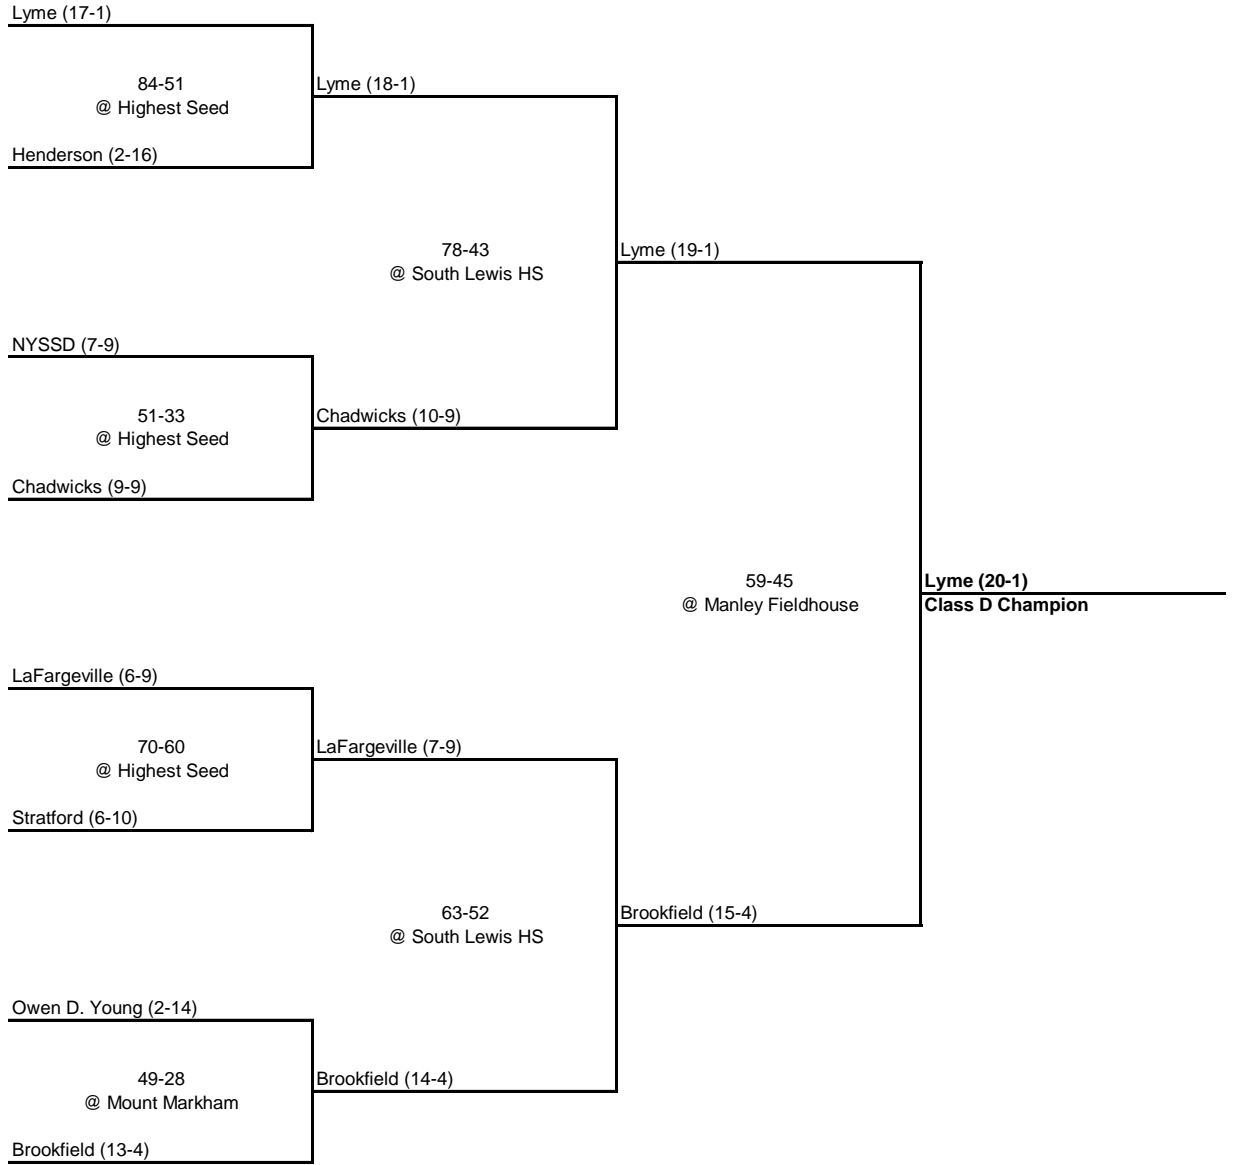 Lyme (17-1)
84-51
@ Highest Seed
Lyme (18-1)
Henderson (2-16)
78-43
@ South Lewis HS
Lyme (19-1)
NYSSD (7-9)
51-33
@ Highest Seed
Chadwicks (10-9)
Chadwicks (9-9)
59-45
@ Manley Fieldhouse
Lyme (20-1)
Class D Champion
LaFargeville (6-9)
70-60
@ Highest Seed
LaFargeville (7-9)
Stratford (6-10)
63-52
@ South Lewis HS
Brookfield (15-4)
Owen D. Young (2-14)
49-28
@ Mount Markham
Brookfield (14-4)
Brookfield (13-4)